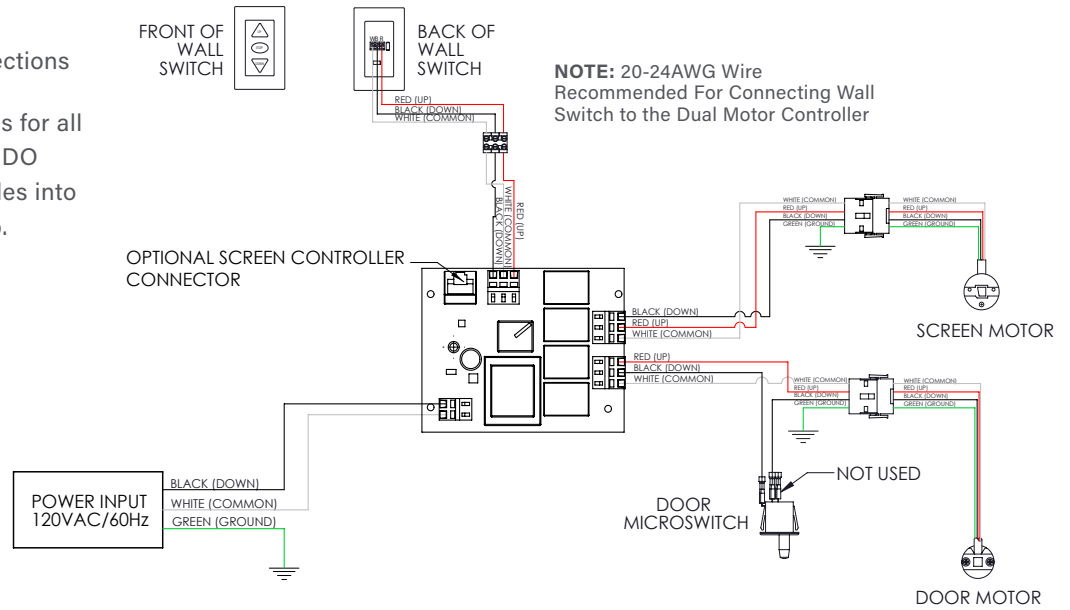 ections
s for all
DO
les into
.
FRONT OF
WALL
SWITCH
BACK OF
WALL
SWITCH
W B R
NOTE: 20-24AWG Wire
Recommended For Connecting Wall
Switch to the Dual Motor Controller
RED (UP)
BLACK (DOWN)
WHITE (COMMON)
BLACK (DOWN)
WHITE (COMMON)
RED (UP)
OPTIONAL SCREEN CONTROLLER
CONNECTOR
WHITE (COMMON)
RED (UP)
BLACK (DOWN)
GREEN (GROUND)
WHITE (COMMON)
RED (UP)
BLACK (DOWN)
GREEN (GROUND)
SCREEN MOTOR
BLACK (DOWN)
RED (UP)
WHITE (COMMON)
RED (UP)
BLACK (DOWN)
WHITE (COMMON)
WHITE (COMMON)
RED (UP)
BLACK (DOWN)
GREEN (GROUND)
WHITE (COMMON)
RED (UP)
BLACK (DOWN)
GREEN (GROUND)
POWER INPUT
120VAC/60Hz
BLACK (DOWN)
WHITE (COMMON)
GREEN (GROUND)
NOT USED
DOOR
MICROSWITCH
DOOR MOTOR